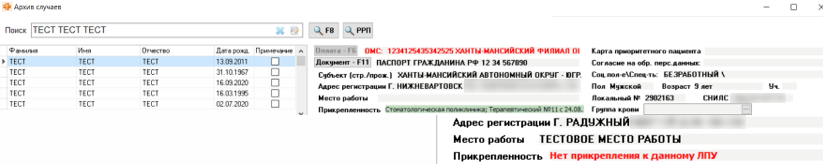 Архив случаев
Поиск ТЕСТ ТЕСТ ТЕСТ F8 РРП
Фамилия Имя Отчество Дата рожд. Примечание
ТЕСТ ТЕСТ ТЕСТ 13.09.2011
ТЕСТ ТЕСТ ТЕСТ 31.10.1967
ТЕСТ ТЕСТ ТЕСТ 16.09.2020
ТЕСТ ТЕСТ ТЕСТ 16.03.1995
ТЕСТ ТЕСТ ТЕСТ 02.07.2020
Оплата - F6 ОМС: 1234125435342525 ХАНТЫ-МАНСИЙСКИЙ ФИЛИАЛ
Документ - F11 ПАСПОРТ ГРАЖДАНИНА РФ 12 34 567890
Субъект (стр./прож.) ХАНТЫ-МАНСИЙСКИЙ АВТОНОМНЫЙ ОКРУГ - ЮГР
Адрес регистрации Г. НИЖНЕВАРТОВСК
Место работы
Прикрепленность Стоматологическая поликлиника; Терапевтический №11 с 24.08.
Карта приоритетного пациента
Согласие на обр. перс.данных:
Соц.пол-е\Спец-ть: БЕЗРАБОТНЫЙ \
Пол Мужской Возраст 9 лет Уч.
Локальный № 2902163 СНИЛС
Группа крови
Адрес регистрации Г. РАДУЖНЫЙ
Место работы ТЕСТОВОЕ МЕСТО РАБОТЫ
Прикрепленность Нет прикрепления к данному ЛПУ